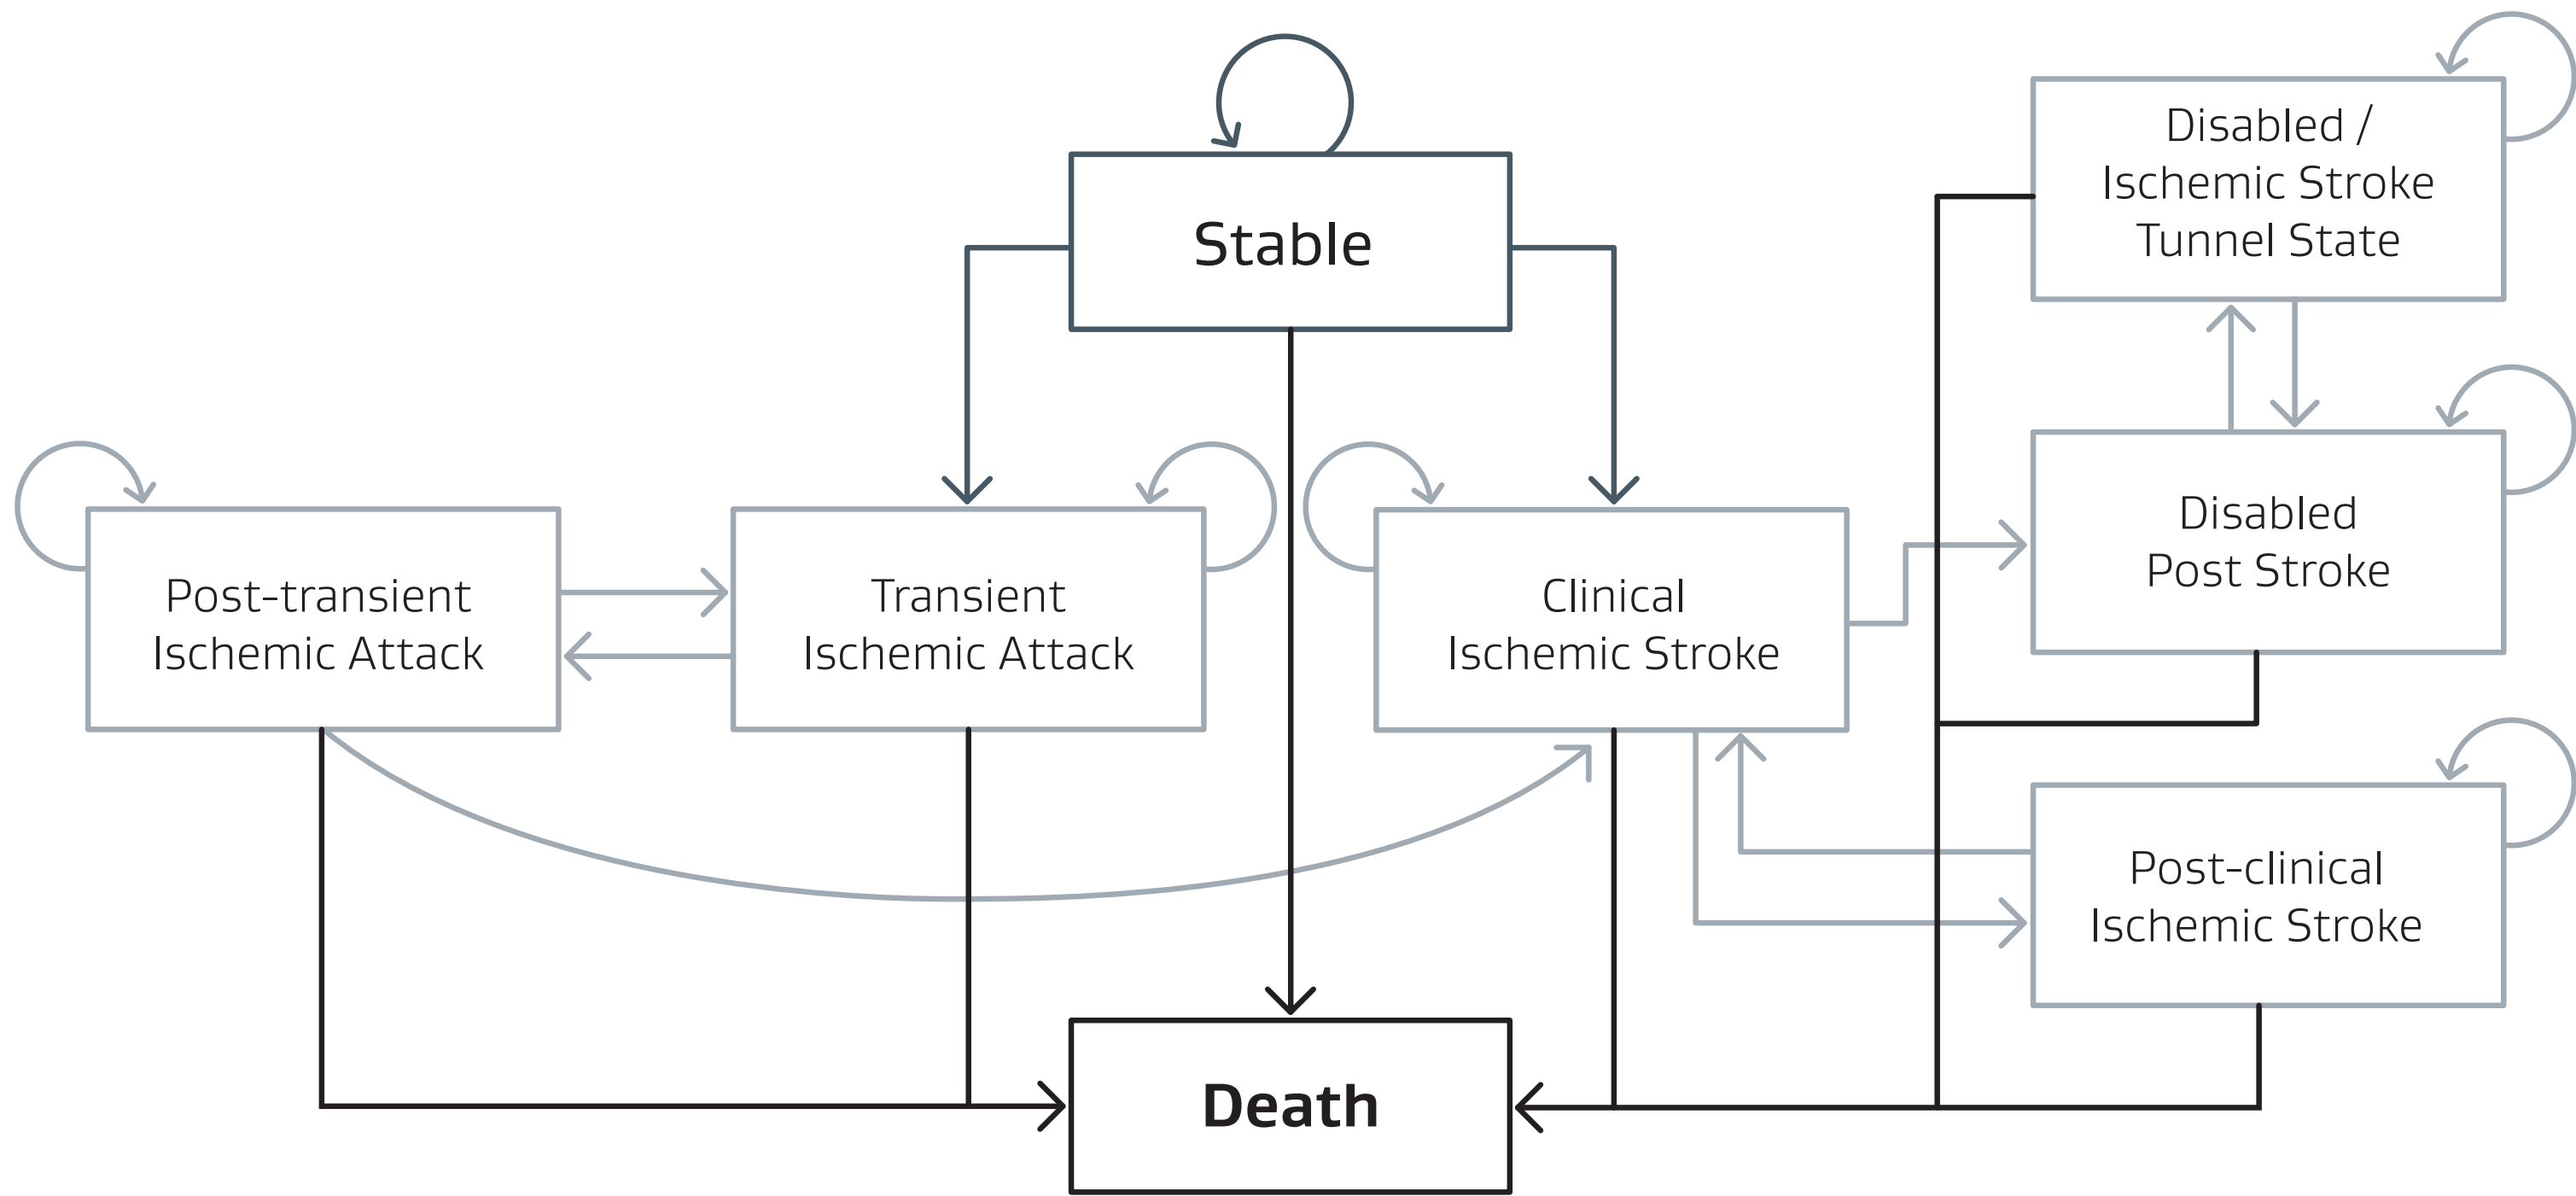 Stable
Disabled /
Ischemic Stroke
Tunnel State
Post-transient
Ischemic Attack
Transient
Ischemic Attack
Clinical
Ischemic Stroke
Disabled
Post Stroke
Post-clinical
Ischemic Stroke
Death